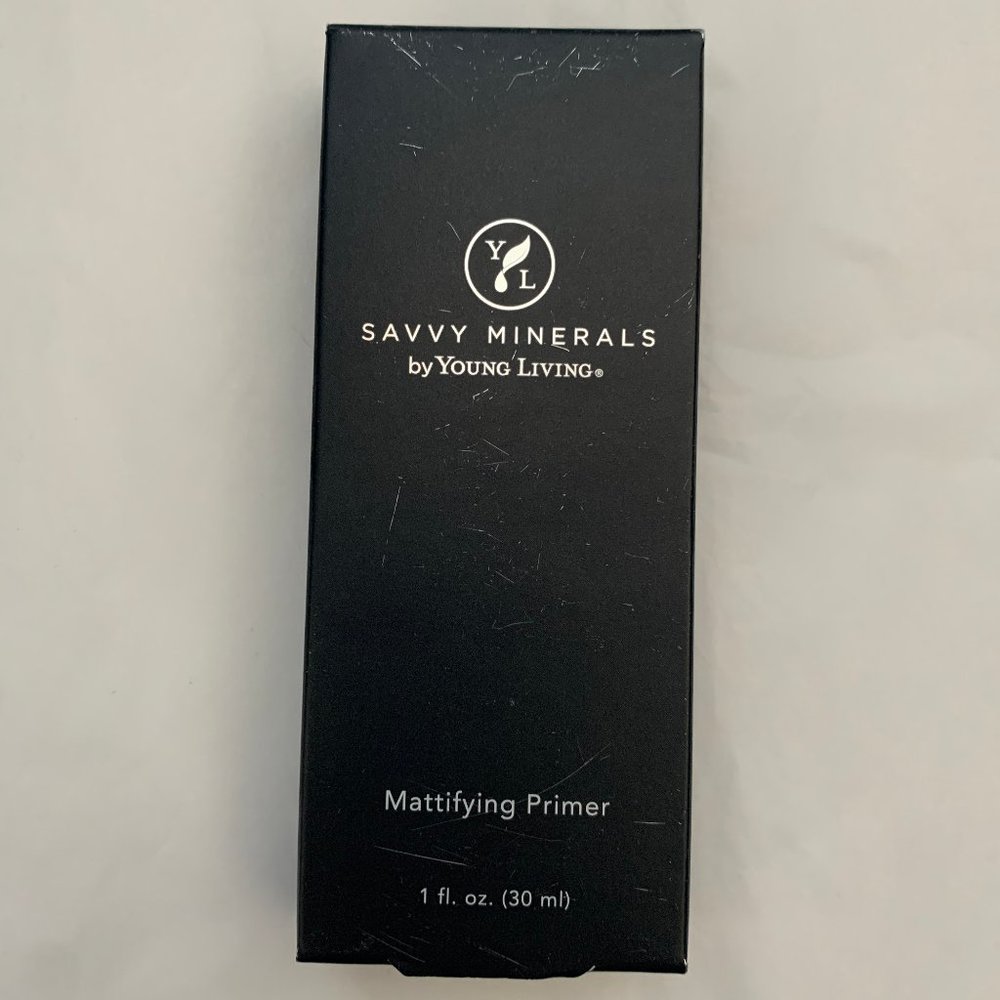 Y L
SAVVY MINERALS
by YOUNG LIVING®
Mattifying Primer
1 fl. oz. (30 ml)